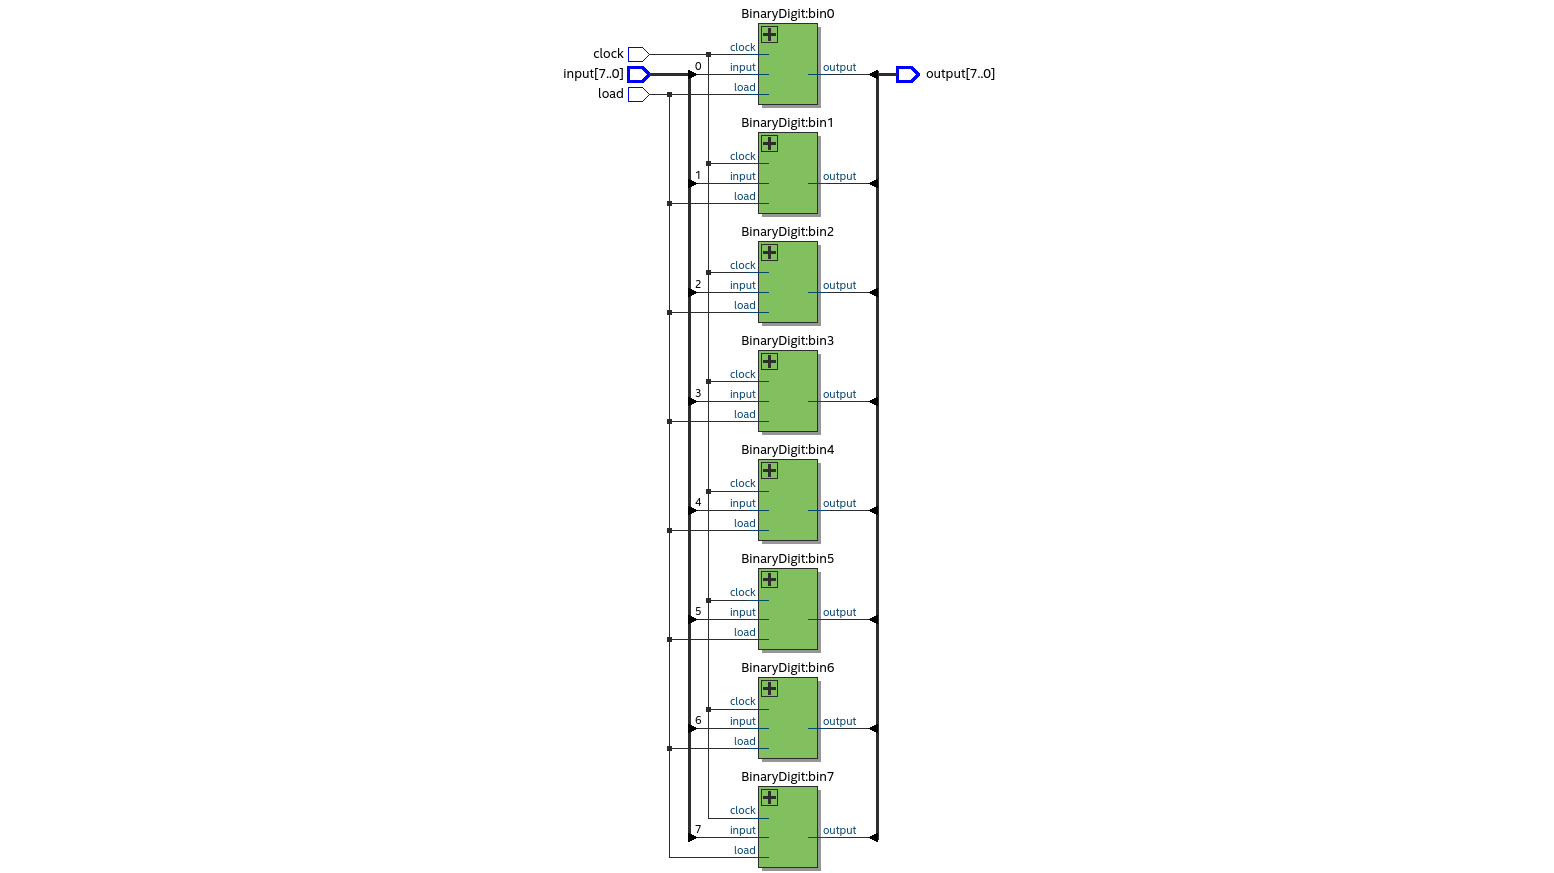 BinaryDigit:bin0
clock
clock
input[7..0]
0
input
output
output[7..0]
load
load
BinaryDigit:bin1
clock
1
input
output
load
BinaryDigit:bin2
clock
2
input
output
load
BinaryDigit:bin3
clock
3
input
output
load
BinaryDigit:bin4
clock
4
input
output
load
BinaryDigit:bin5
clock
5
input
output
load
BinaryDigit:bin6
clock
6
input
output
load
BinaryDigit:bin7
clock
7
input
output
load